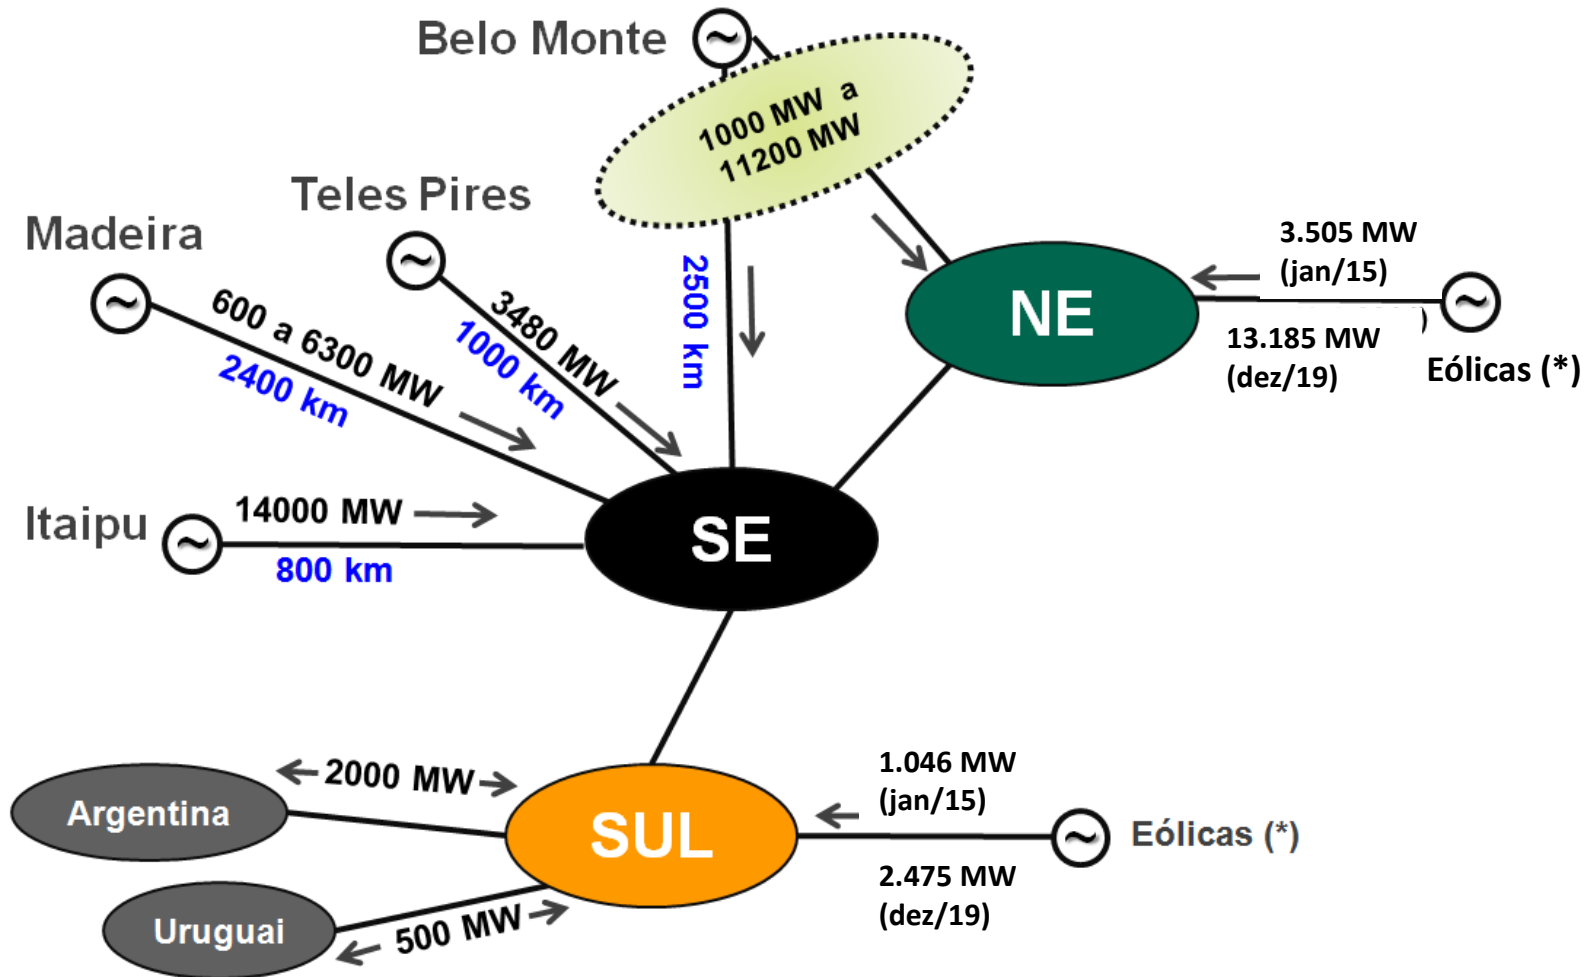 Belo Monte
1000 MW a
11200 MW
Teles Pires
Madeira
3480 MW
1000 km
600 a 6300 MW
2400 km
2500 km
NE
3.505 MW
(jan/15)
13.185 MW
(dez/19)
Eólicas (*)
Itaipu
14000 MW
800 km
SE
Argentina
2000 MW
SUL
1.046 MW
(jan/15)
2.475 MW
(dez/19)
Eólicas (*)
Uruguai
500 MW